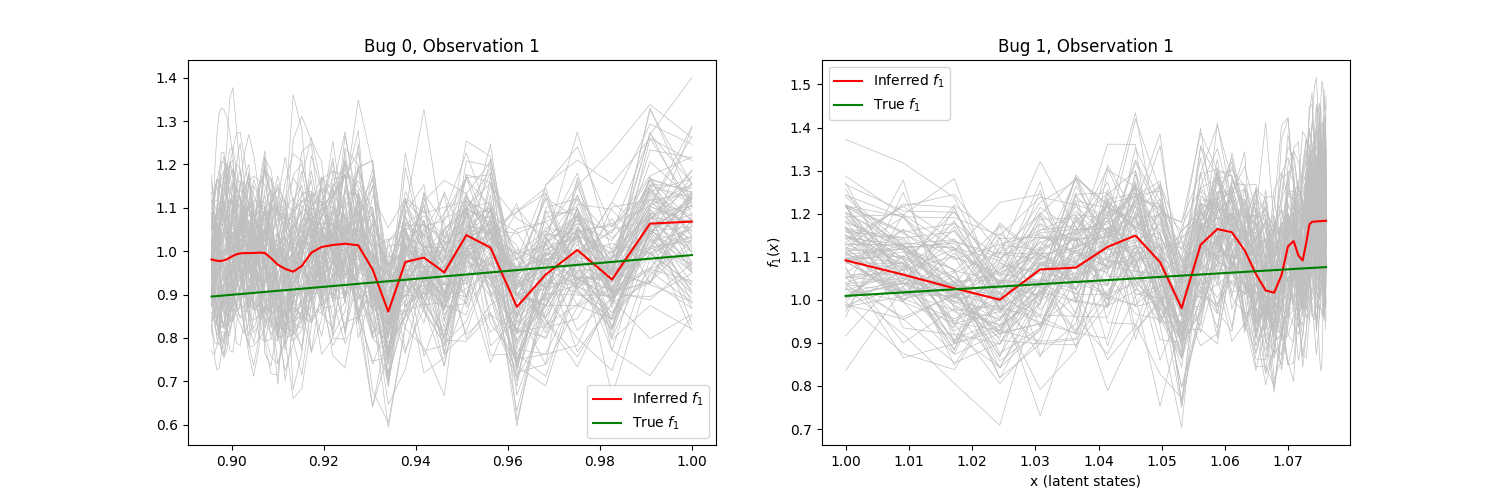 Bug 0, Observation 1
1.4
1.3
1.2
1.1
1.0
0.9
0.8
0.7
0.6
Inferred f₁
True f₁
0.90 0.92 0.94 0.96 0.98 1.00
Bug 1, Observation 1
f₁(x)
1.5
1.4
1.3
1.2
1.1
1.0
0.9
0.8
0.7
Inferred f₁
True f₁
1.00 1.01 1.02 1.03 1.04 1.05 1.06 1.07
x (latent states)